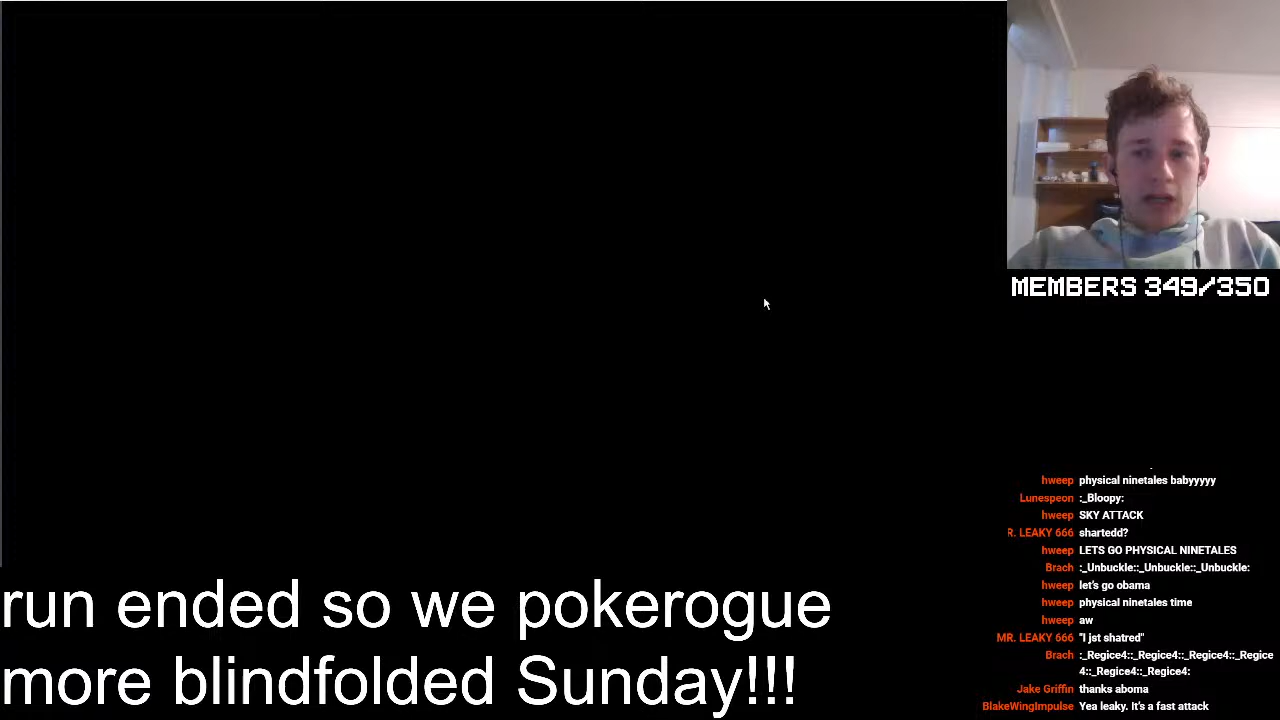 MEMBERS 349/350
hweep physical ninetales babyyyyy
Lunespeon :_Bloopy:
hweep SKY ATTACK
R. LEAKY 666 shartedd?
hweep LETS GO PHYSICAL NINETALES
Brach :_Unbuckle::_Unbuckle::_Unbuckle:
hweep let's go obama
hweep physical ninetales time
hweep aw
MR. LEAKY 666 "I jst shatred"
Brach :_Regice4::_Regice4::_Regice4::_Regice
4::_Regice4::_Regice4:
Jake Griffin thanks aboma
BlakeWingImpulse Yea leaky. It's a fast attack
run ended so we pokerogue
more blindfolded Sunday!!!